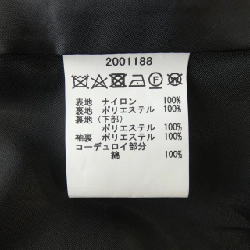 2001188
表地 ナイロン 100%
裏地 ポリエステル 100%
裏地(下部)
ポリエステル 100%
袖裏 ポリエステル 100%
コーデュロイ部分
綿 100%